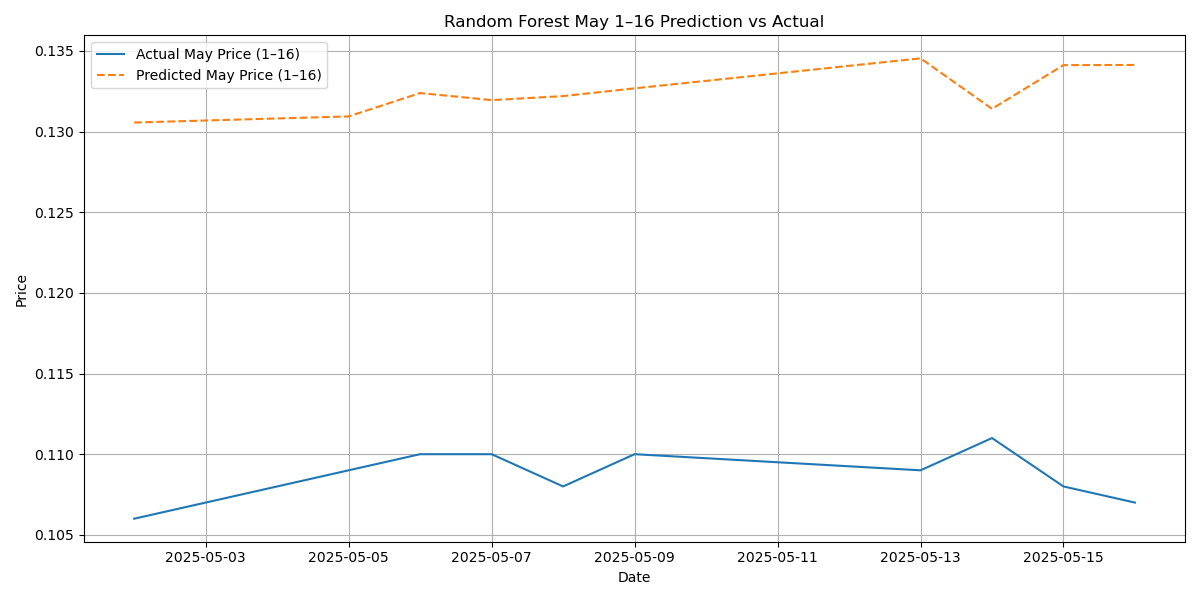 Random Forest May 1–16 Prediction vs Actual
Actual May Price (1–16)
Predicted May Price (1–16)
Price
0.135
0.130
0.125
0.120
0.115
0.110
0.105
2025-05-03
2025-05-05
2025-05-07
2025-05-09
2025-05-11
2025-05-13
2025-05-15
Date